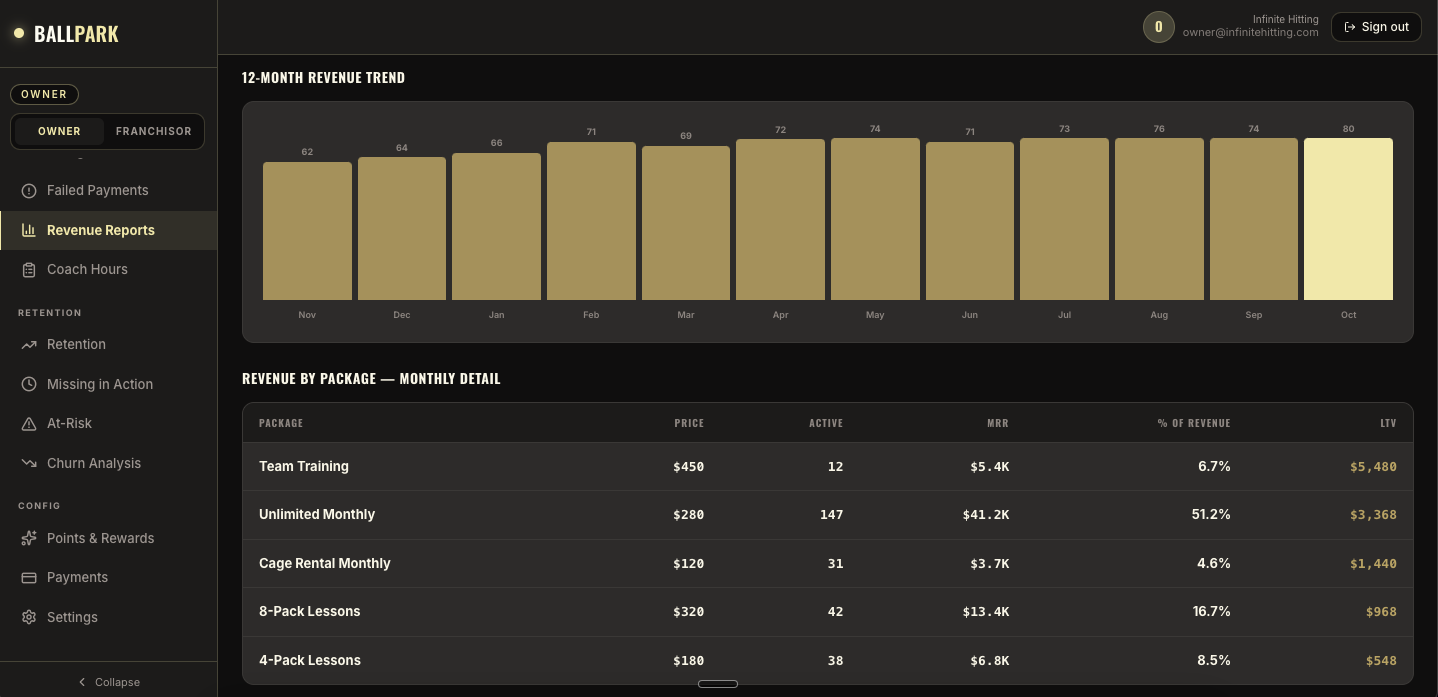 BALLPARK
OWNER
OWNER FRANCHISOR
Failed Payments
Revenue Reports
Coach Hours
RETENTION
Retention
Missing in Action
At-Risk
Churn Analysis
CONFIG
Points & Rewards
Payments
Settings
Collapse
0
Infinite Hitting
owner@infinitehitting.com
Sign out
12-MONTH REVENUE TREND
62 64 66 71 69 72 74 71 73 76 74 80
Nov Dec Jan Feb Mar Apr May Jun Jul Aug Sep Oct
REVENUE BY PACKAGE — MONTHLY DETAIL
PACKAGE PRICE ACTIVE MRR % OF REVENUE LTV
Team Training $450 12 $5.4K 6.7% $5,480
Unlimited Monthly $280 147 $41.2K 51.2% $3,368
Cage Rental Monthly $120 31 $3.7K 4.6% $1,440
8-Pack Lessons $320 42 $13.4K 16.7% $968
4-Pack Lessons $180 38 $6.8K 8.5% $548